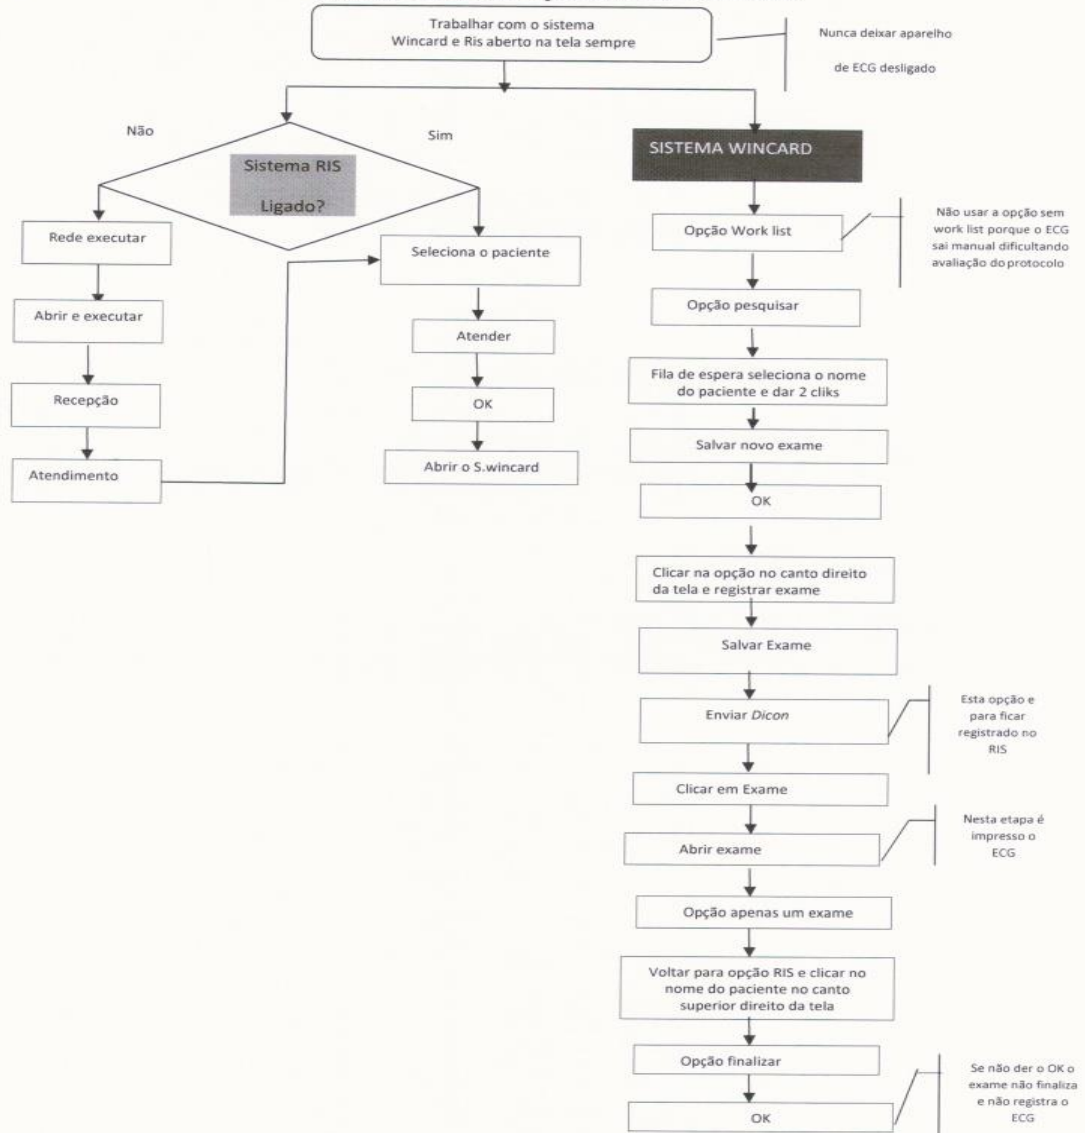 Trabalhar com o sistema
Wincard e Ris aberto na tela sempre
Nunca deixar aparelho
de ECG desligado
Não
Sim
Sistema RIS
Ligado?
Rede executar
Abrir e executar
Recepção
Atendimento
Seleciona o paciente
Atender
OK
Abrir o S.wincard
SISTEMA WINCARD
Opção Work list
Não usar a opção sem
work list porque o ECG
sai manual dificultando
avaliação do protocolo
Opção pesquisar
Fila de espera seleciona o nome
do paciente e dar 2 cliks
Salvar novo exame
OK
Clicar na opção no canto direito
da tela e registrar exame
Salvar Exame
Enviar Dicon
Esta opção e
para ficar
registrado no
RIS
Clicar em Exame
Abrir exame
Nesta etapa é
impresso o
ECG
Opção apenas um exame
Voltar para opção RIS e clicar no
nome do paciente no canto
superior direito da tela
Opção finalizar
OK
Se não der o OK o
exame não finaliza
e não registra o
ECG